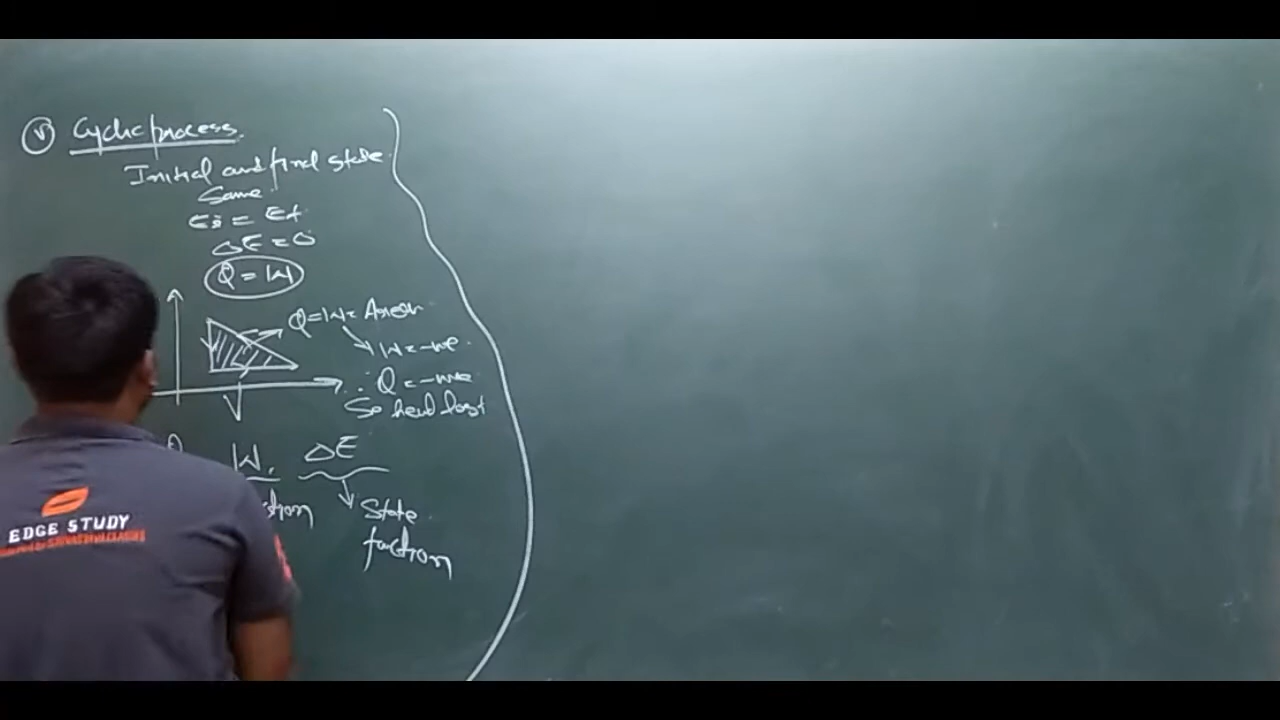 (v) Cyclic process.
Initial and final state
Same
Ei = Ef
ΔE = 0
Q = W
Q = W = Area
W = -ve
∴ Q = -ve
So heat lost
V
Q W, ΔE
State
function
EDGE STUDY